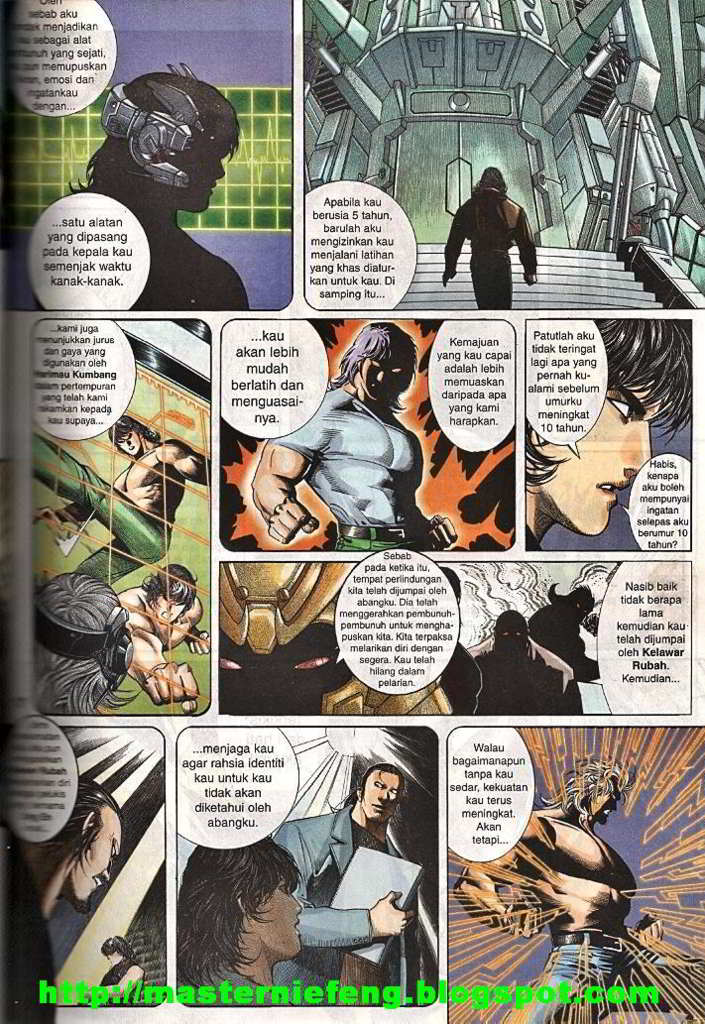 sebab aku
menjadikan
sebagai alat
yang sejati,
memupuskan
emosi dan
ingatankau
dengan...
...satu alatan
yang dipasang
pada kepala kau
semenjak waktu
kanak-kanak.
Apabila kau
berusia 5 tahun,
barulah aku
mengizinkan kau
menjalani latihan
yang khas diatur-
kan untuk kau. Di
samping itu...
...kami juga
menunjukkan jurus
dan gaya yang
digunakan oleh
Harimau Kumbang
dalam pertempuran
yang telah kami
rakamkan kepada
kau supaya...
...kau
akan lebih
mudah
berlatih dan
menguasai-
nya.
Kemajuan
yang kau capai
adalah lebih
memuaskan
daripada apa
yang kami
harapkan.
Patutlah aku
tidak teringat
lagi apa yang
pernah ku-
alami sebelum
umurku
meningkat
10 tahun.
Habis,
kenapa
aku boleh
mempunyai
ingatan
selepas aku
berumur 10
tahun?
Sebab
pada ketika itu,
tempat perlindungan
kita telah dijumpai oleh
abangku. Dia telah
menggerahkan pembunuh-
pembunuh untuk mengha-
puskan kita. Kita terpaksa
melarikan diri dengan
segera. Kau telah
hilang dalam
pelarian.
Nasib baik
tidak berapa
lama
kemudian kau
telah dijumpai
oleh Kelawar
Rubah.
Kemudian...
Rubah
...menjaga kau
agar rahsia identiti
kau untuk kau
tidak akan
diketahui oleh
abangku.
Walau
bagaimanapun
tanpa kau
sedar, kekuatan
kau terus
meningkat.
Akan
tetapi...
http://masterniefeng.blogspot.com